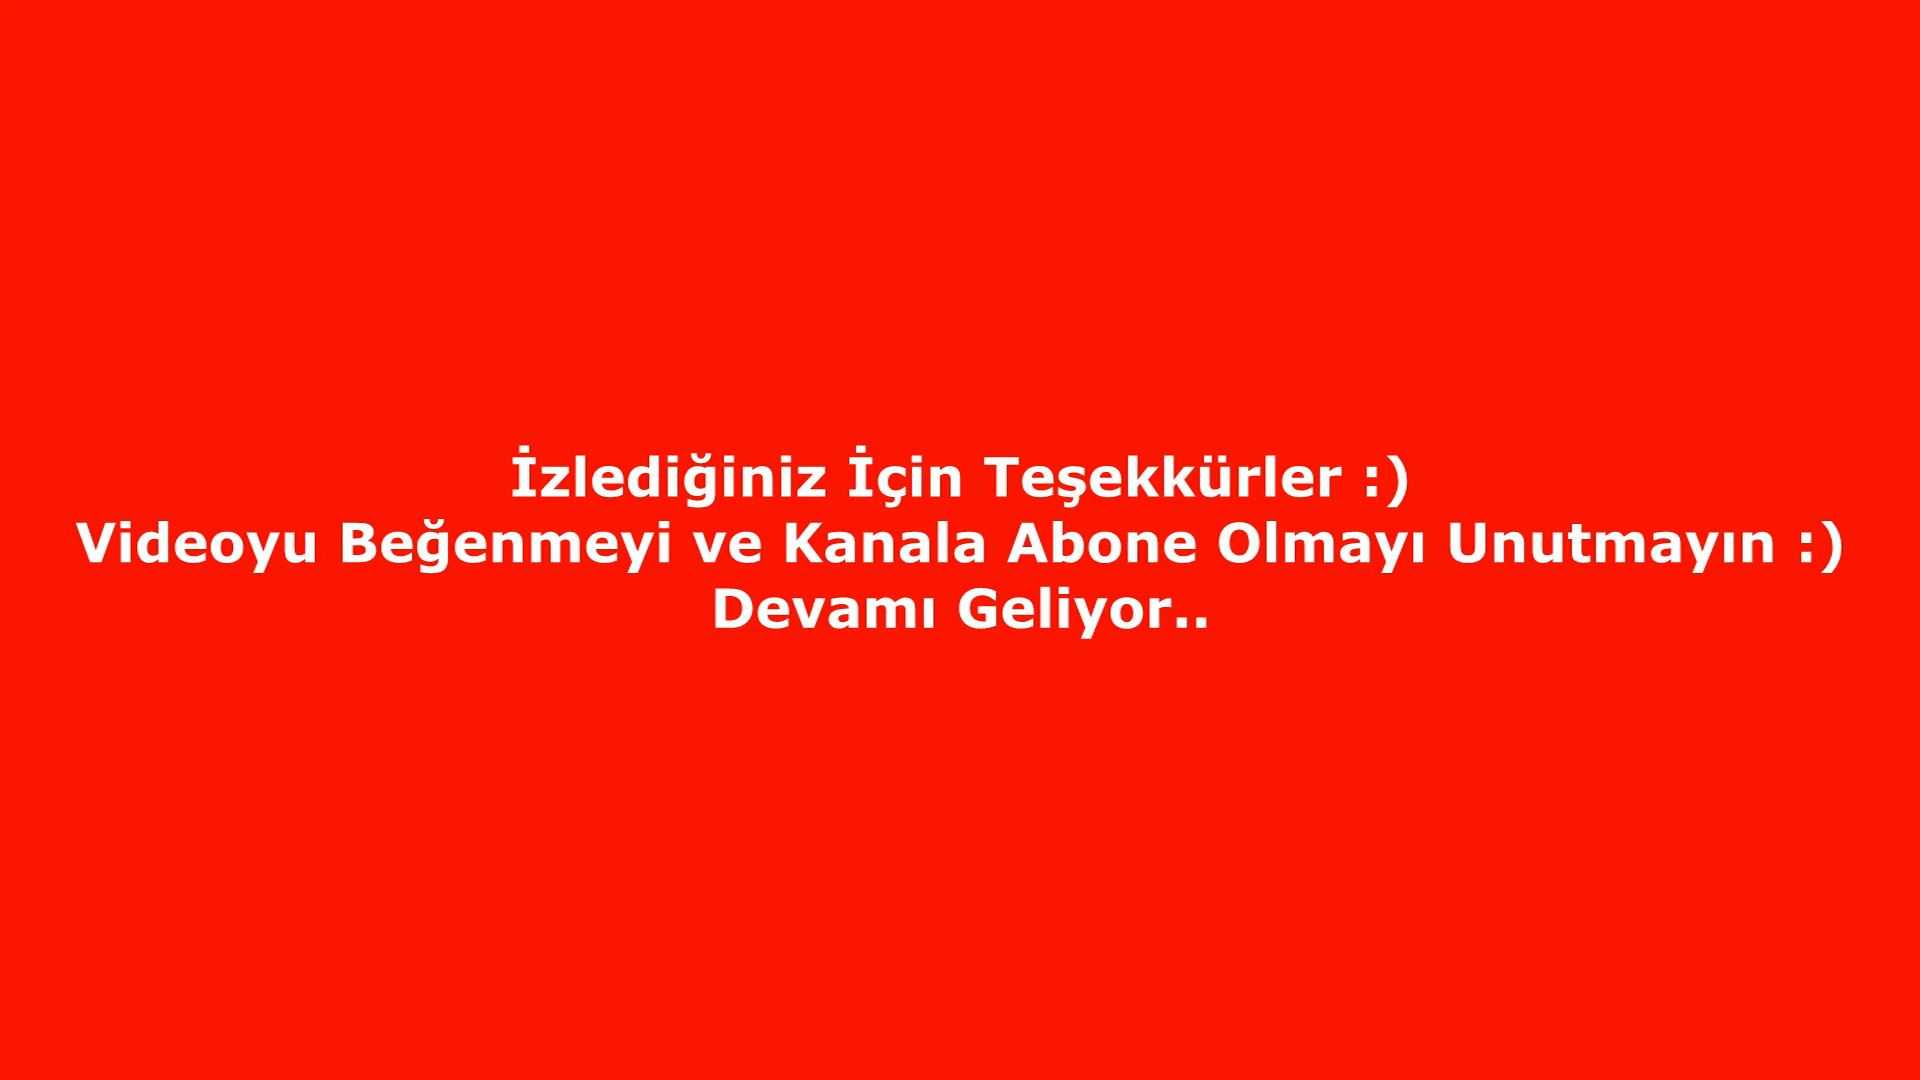 İzlediğiniz İçin Teşekkürler :)
Videoyu Beğenmeyi ve Kanala Abone Olmayı Unutmayın :)
Devamı Geliyor..